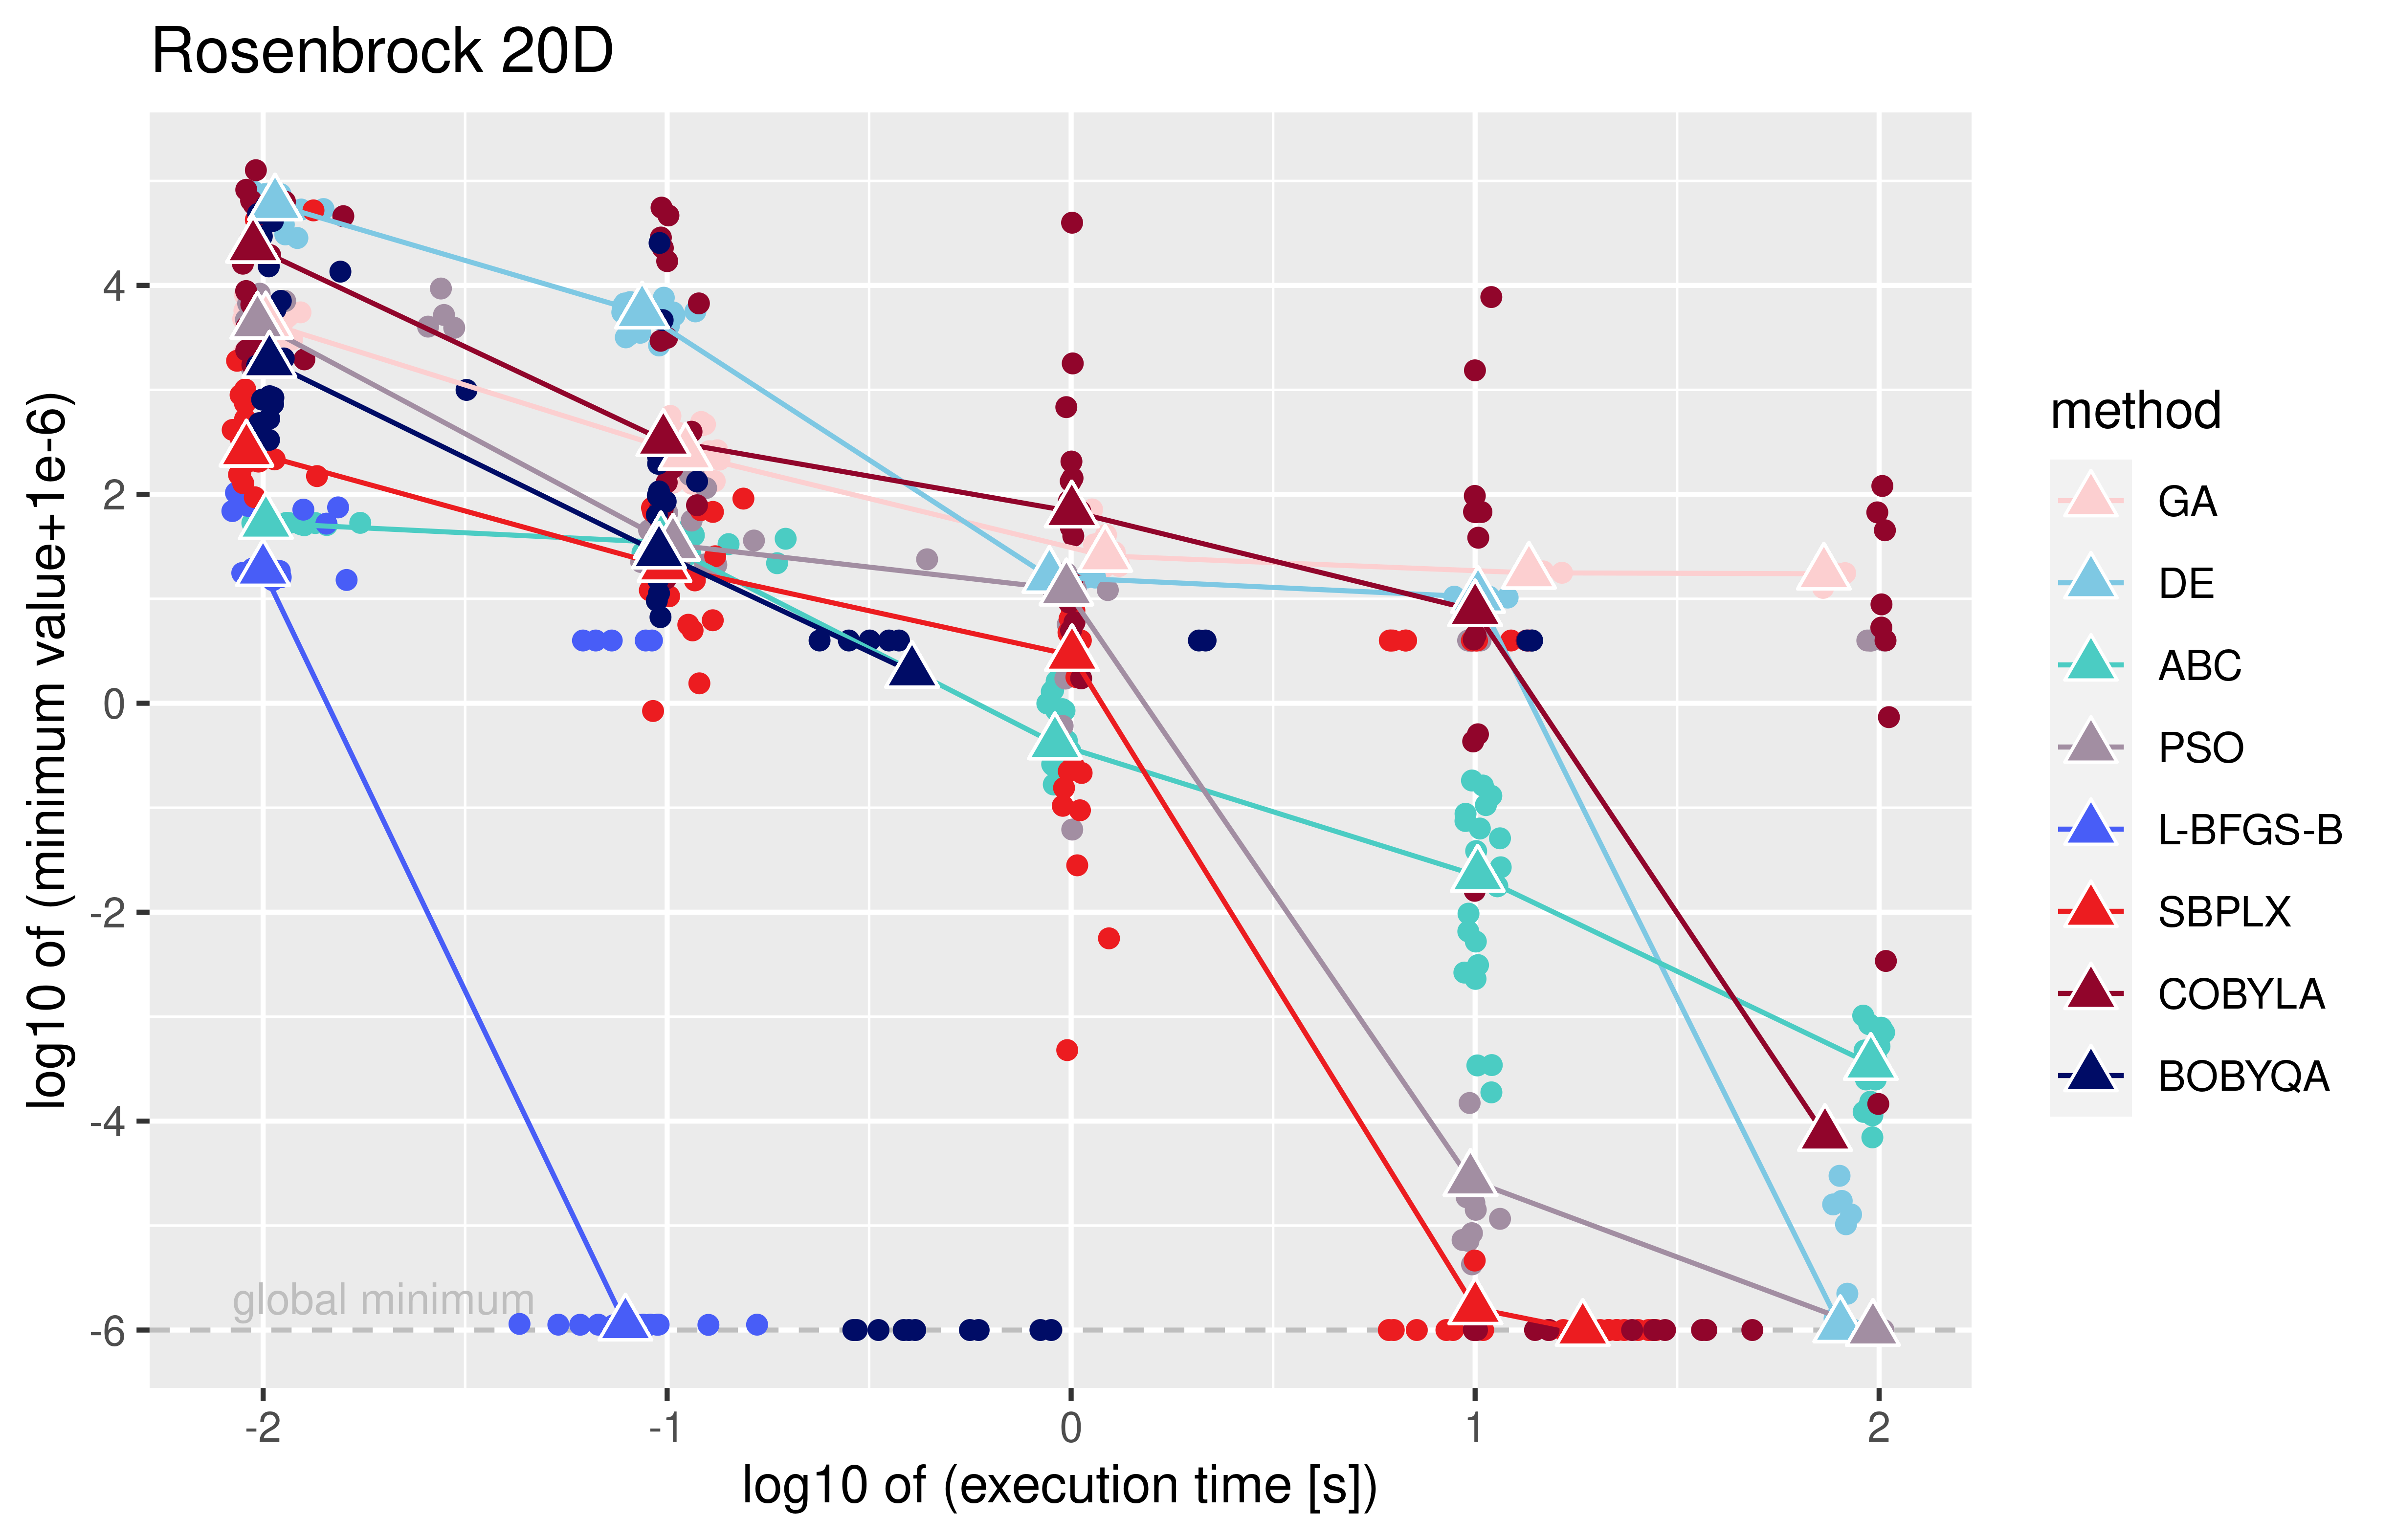 Rosenbrock 20D
log10 of (minimum value+1e-6)
4
2
0
-2
-4
-6
global minimum
-2
-1
0
1
2
log10 of (execution time [s])
method
GA
DE
ABC
PSO
L-BFGS-B
SBPLX
COBYLA
BOBYQA